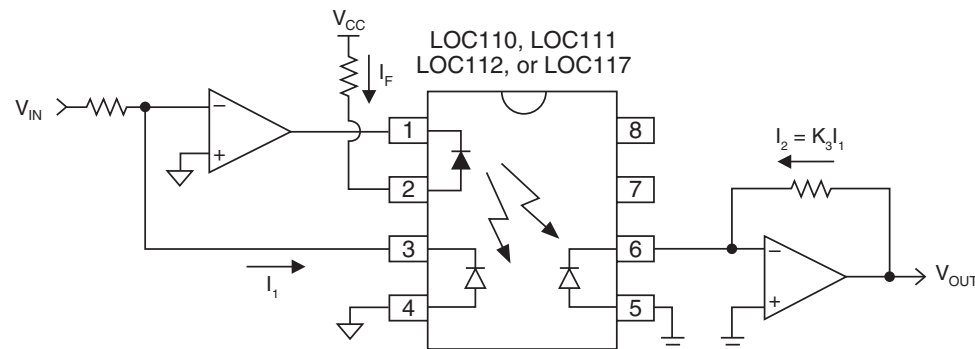 V_CC
LOC110, LOC111
LOC112, or LOC117
I_F
V_IN
−
+
1
2
3
4
8
7
6
5
I_1
I_2 = K_3I_1
−
+
V_OUT